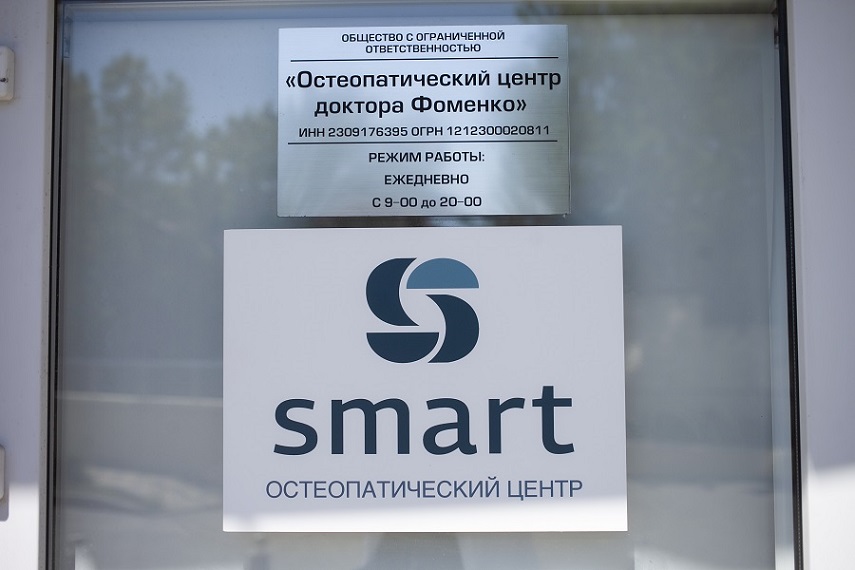 ОБЩЕСТВО С ОГРАНИЧЕННОЙ
ОТВЕТСТВЕННОСТЬЮ
«Остеопатический центр
доктора Фоменко»
ИНН 2309176395 ОГРН 1212300020811
РЕЖИМ РАБОТЫ:
ЕЖЕДНЕВНО
С 9-00 до 20-00
smart
ОСТЕОПАТИЧЕСКИЙ ЦЕНТР